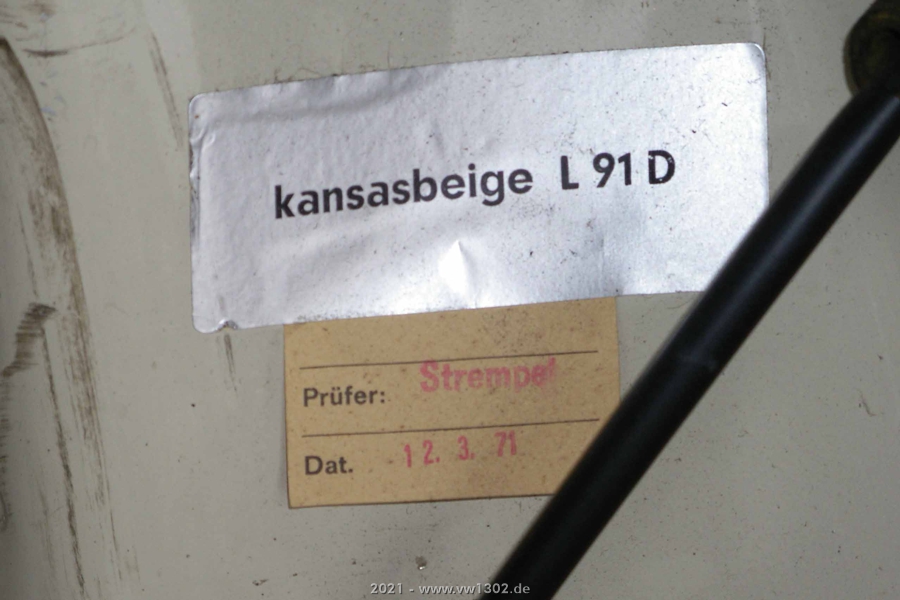 kansasbeige L 91 D
Prüfer: Strempel
Dat. 12. 3. 71
2021 - www.vw1302.de